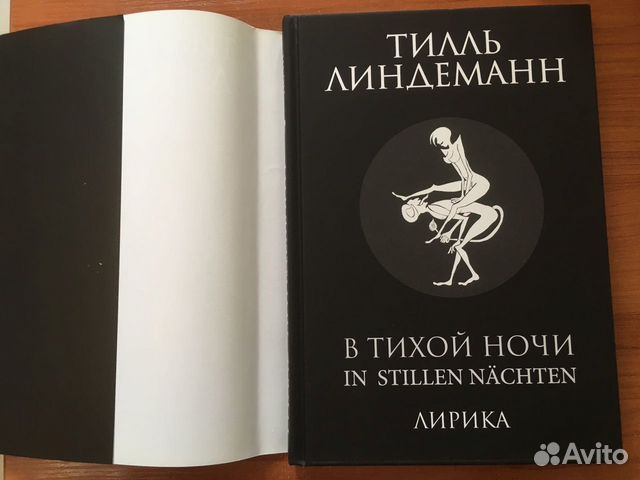 ТИЛЛЬ
ЛИНДЕМАНН
В ТИХОЙ НОЧИ
IN STILLEN NÄCHTEN
ЛИРИКА
Avito